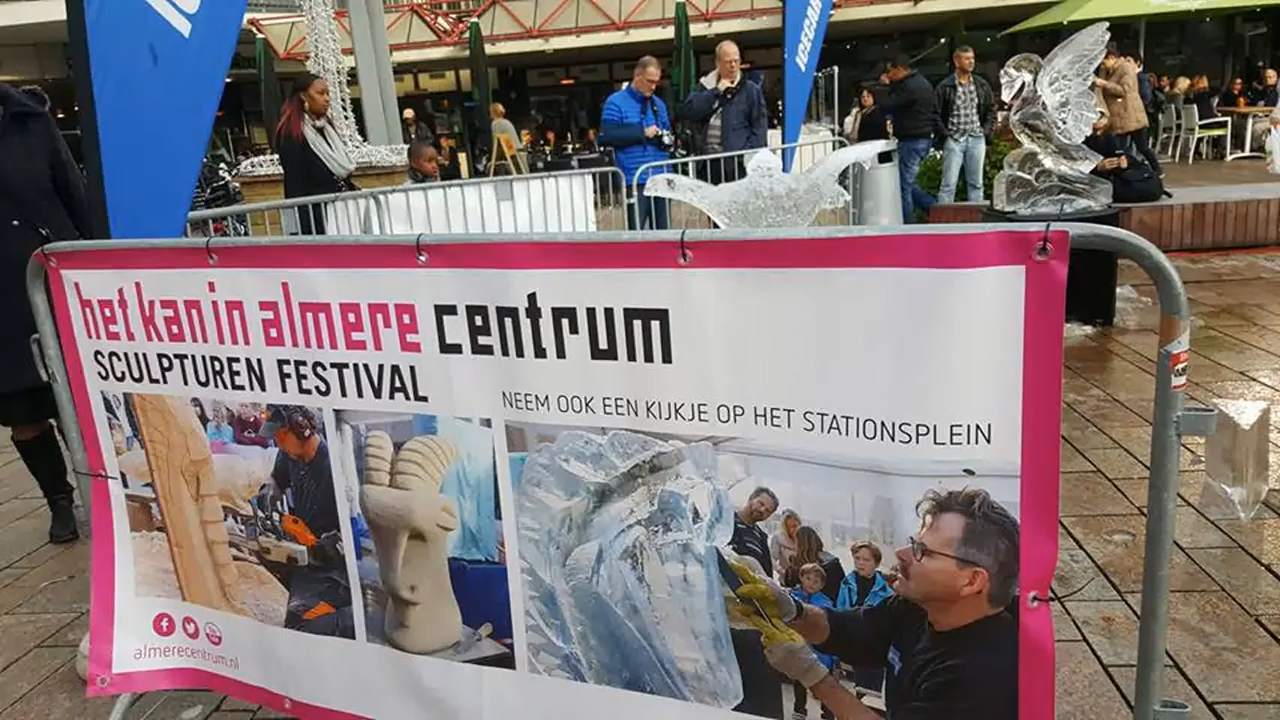 het kan in almere centrum
SCULPTUREN FESTIVAL
NEEM OOK EEN KIJKJE OP HET STATIONSPLEIN
almerecentrum.nl